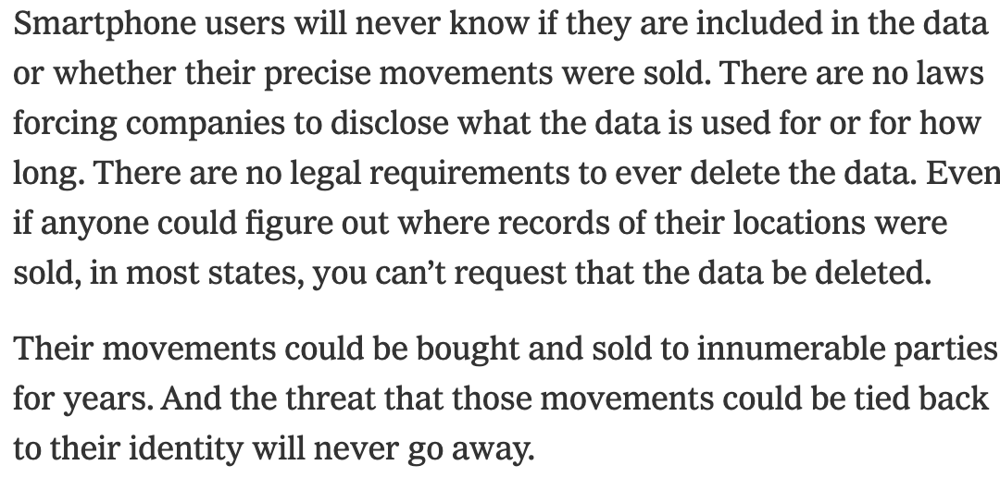 Smartphone users will never know if they are included in the data
or whether their precise movements were sold. There are no laws
forcing companies to disclose what the data is used for or for how
long. There are no legal requirements to ever delete the data. Even
if anyone could figure out where records of their locations were
sold, in most states, you can’t request that the data be deleted.
Their movements could be bought and sold to innumerable parties
for years. And the threat that those movements could be tied back
to their identity will never go away.